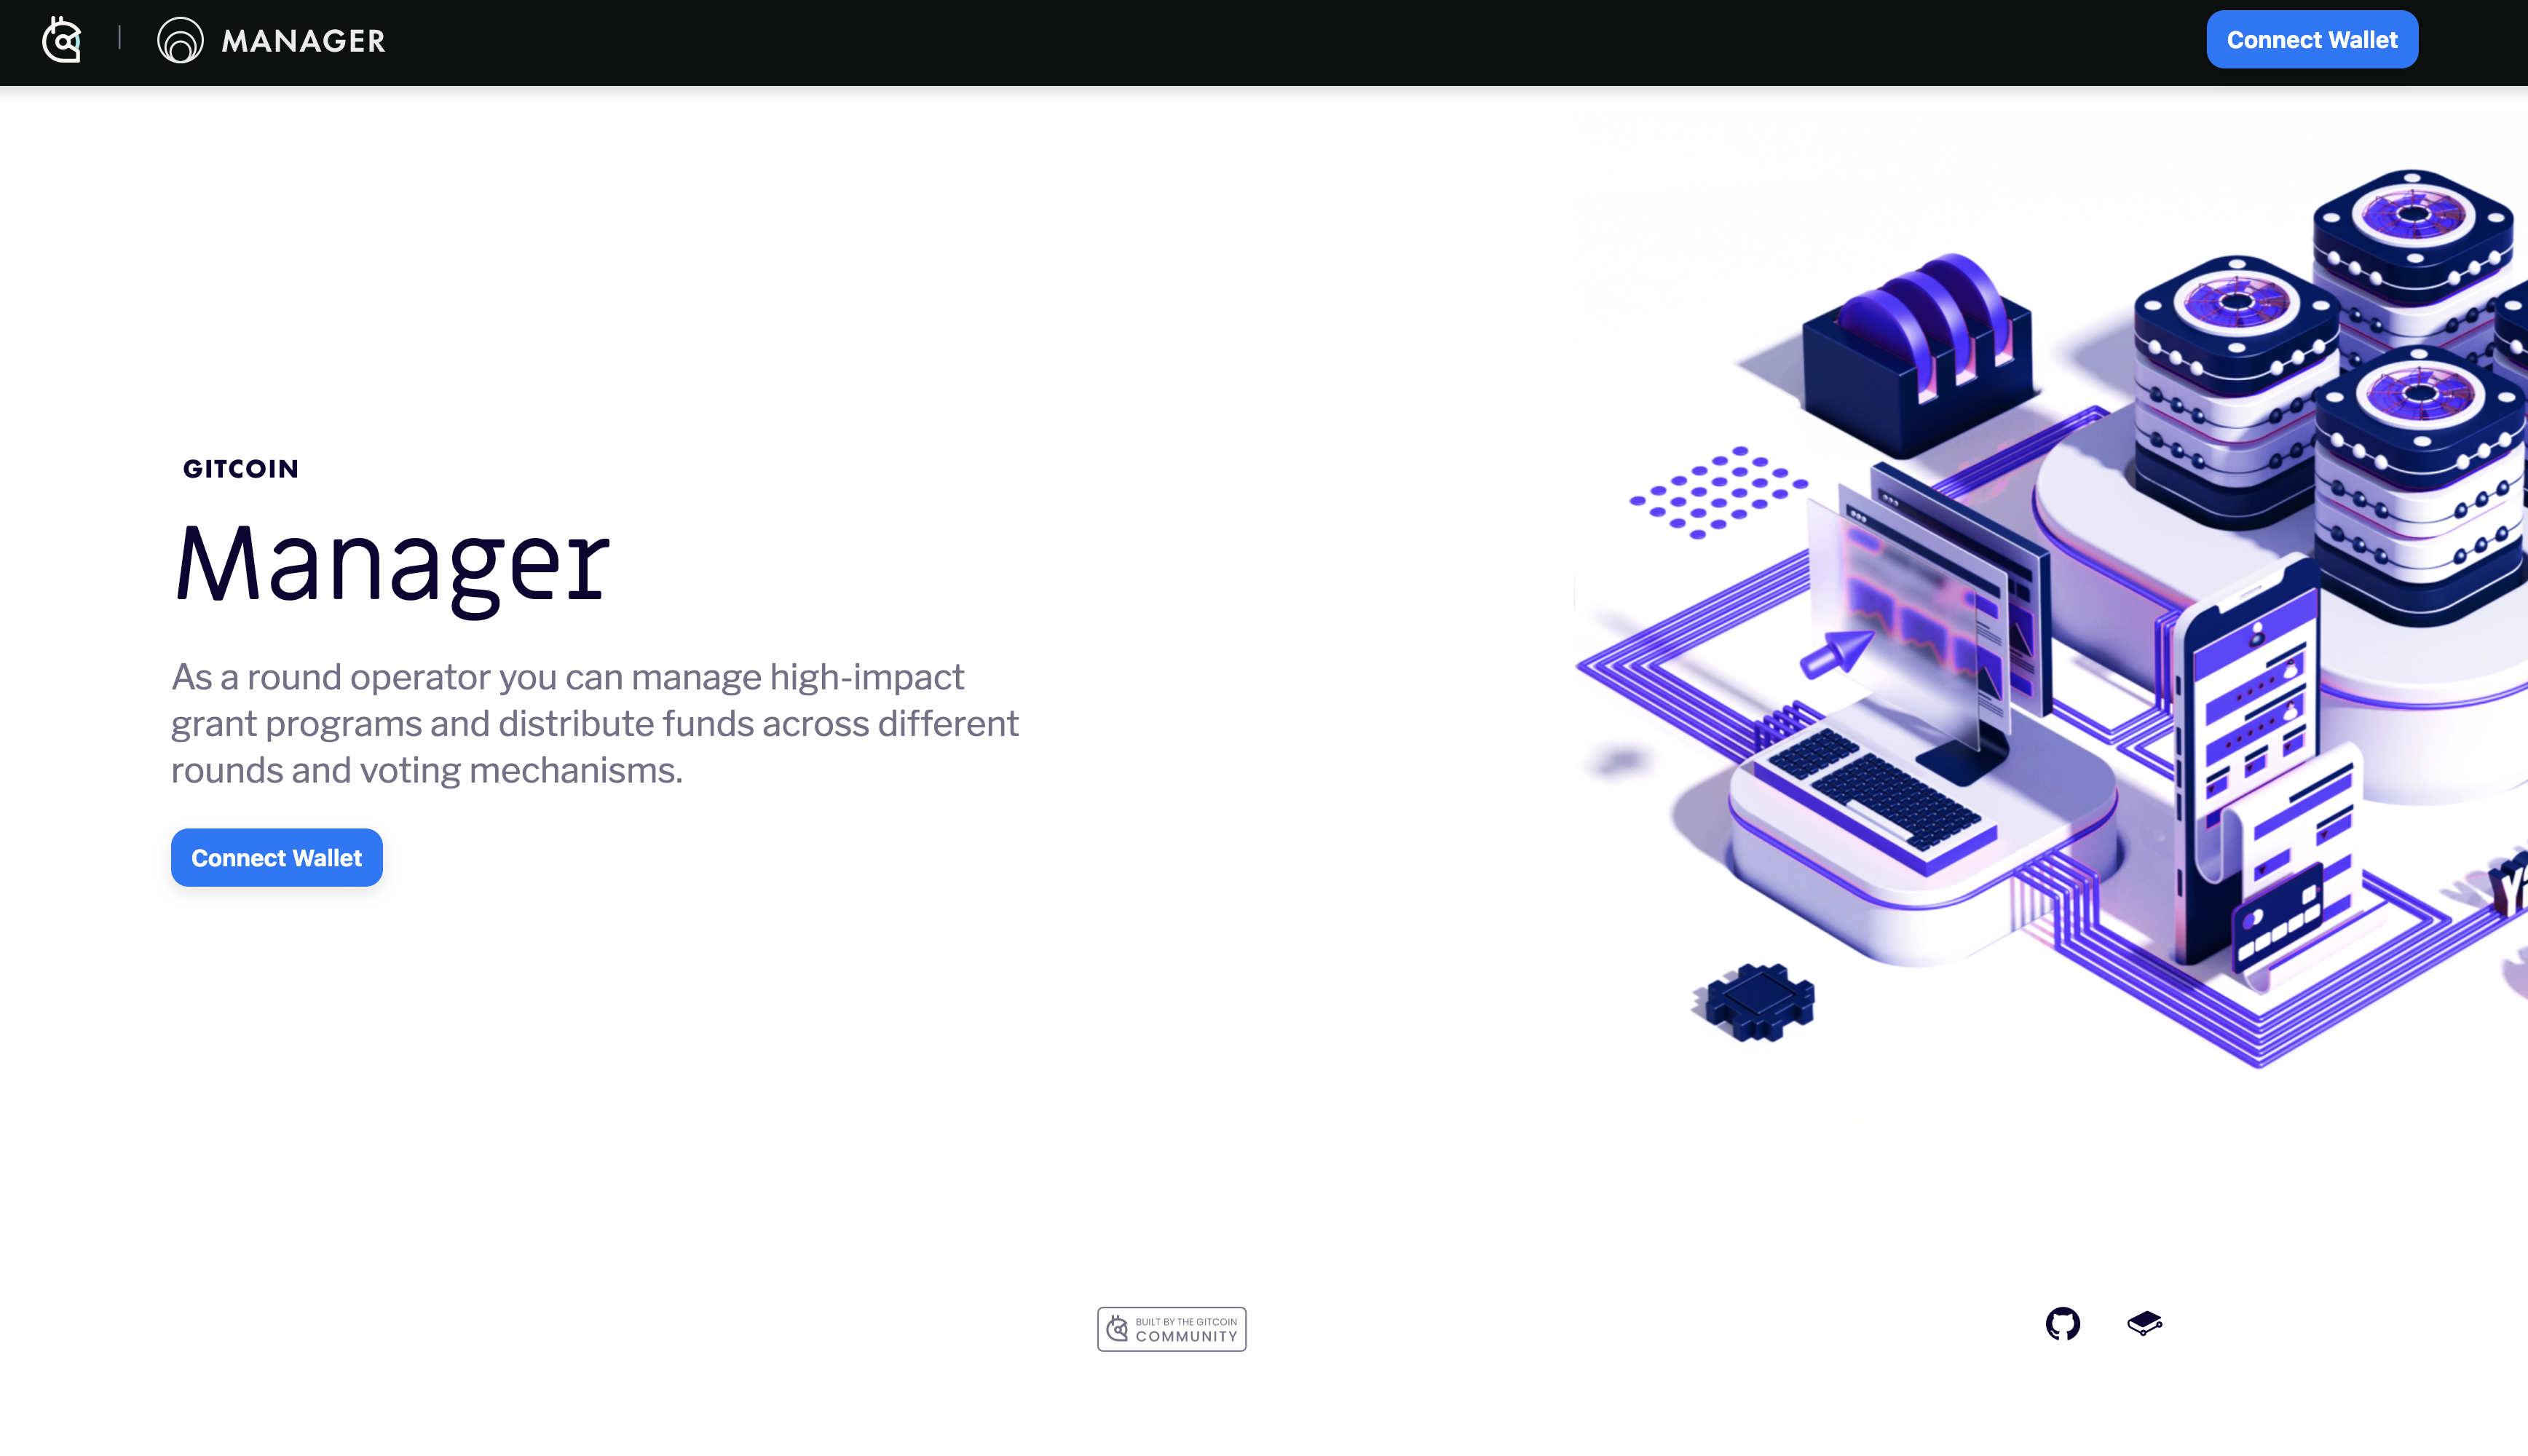 MANAGER
Connect Wallet
GITCOIN
Manager
As a round operator you can manage high-impact
grant programs and distribute funds across different
rounds and voting mechanisms.
Connect Wallet
BUILT BY THE GITCOIN
COMMUNITY